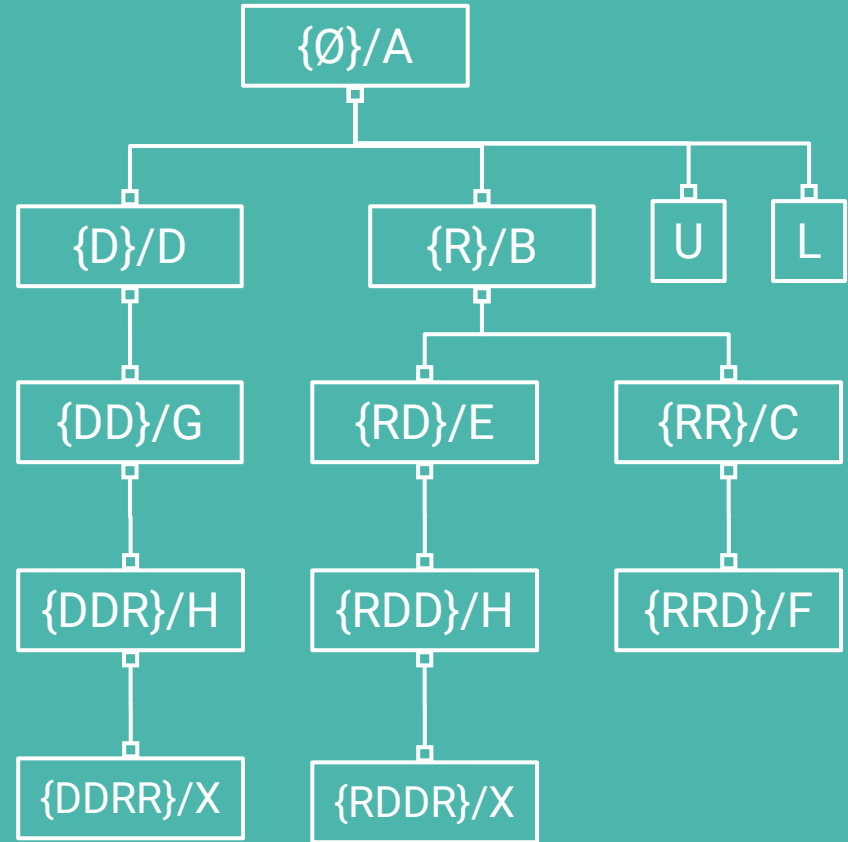 {Ø}/A
{D}/D
{R}/B
U
L
{DD}/G
{RD}/E
{RR}/C
{DDR}/H
{RDD}/H
{RRD}/F
{DDRR}/X
{RDDR}/X